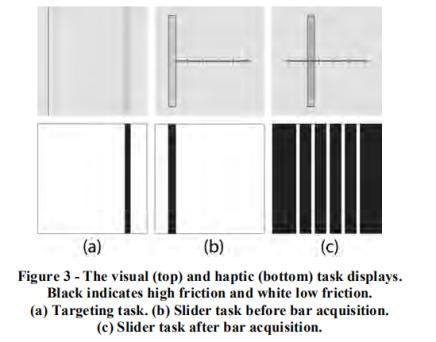 (a) (b) (c)
Figure 3 - The visual (top) and haptic (bottom) task displays.
Black indicates high friction and white low friction.
(a) Targeting task. (b) Slider task before bar acquisition.
(c) Slider task after bar acquisition.